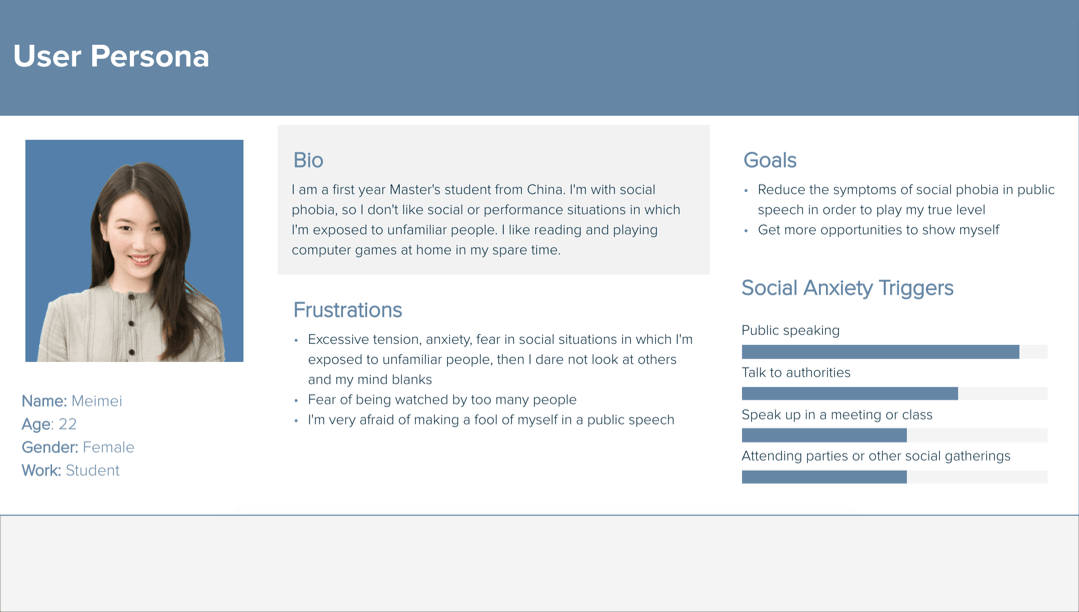 User Persona
Name: Meimei
Age: 22
Gender: Female
Work: Student
Bio
I am a first year Master's student from China. I'm with social
phobia, so I don't like social or performance situations in which
I'm exposed to unfamiliar people. I like reading and playing
computer games at home in my spare time.
Frustrations
• Excessive tension, anxiety, fear in social situations in which I'm
exposed to unfamiliar people, then I dare not look at others
and my mind blanks
• Fear of being watched by too many people
• I'm very afraid of making a fool of myself in a public speech
Goals
• Reduce the symptoms of social phobia in public
speech in order to play my true level
• Get more opportunities to show myself
Social Anxiety Triggers
Public speaking
Talk to authorities
Speak up in a meeting or class
Attending parties or other social gatherings